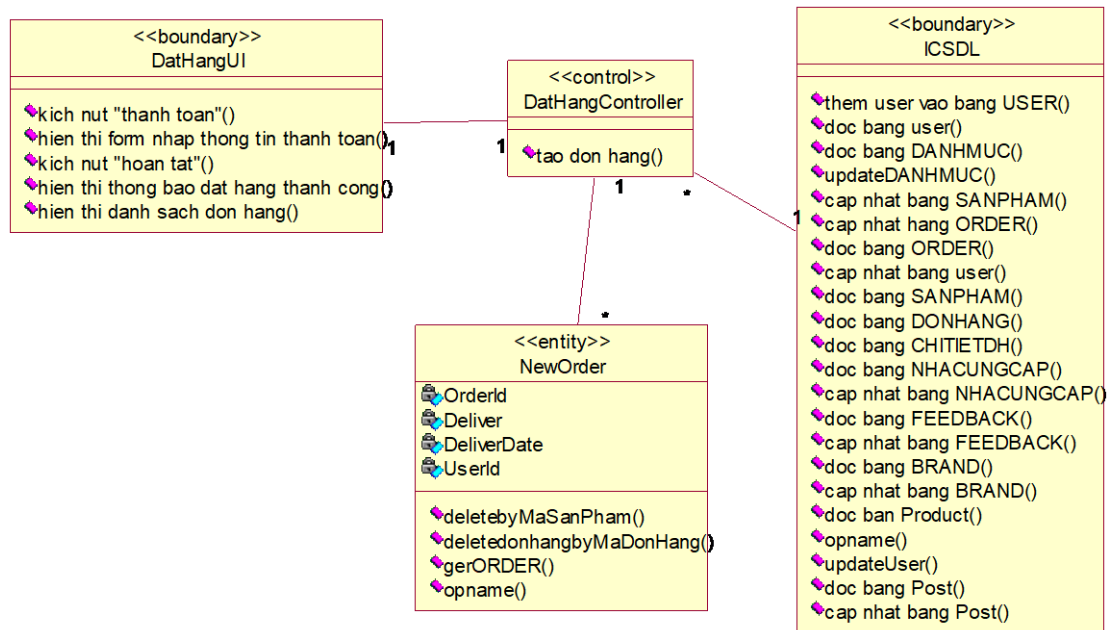 <<boundary>>
DatHangUI
kich nut "thanh toan"()
hien thi form nhap thong tin thanh toan()
kich nut "hoan tat"()
hien thi thong bao dat hang thanh cong()
hien thi danh sach don hang()
1
1
<<control>>
DatHangController
tao don hang()
1
*
*
1
<<entity>>
NewOrder
OrderId
Deliver
DeliverDate
UserId
deletebyMaSanPham()
deletedonhangbyMaDonHang()
gerORDER()
opname()
<<boundary>>
ICSDL
them user vao bang USER()
doc bang user()
doc bang DANHMUC()
updateDANHMUC()
cap nhat bang SANPHAM()
cap nhat hang ORDER()
doc bang ORDER()
cap nhat bang user()
doc bang SANPHAM()
doc bang DONHANG()
doc bang CHITIETDH()
doc bang NHACUNGCAP()
cap nhat bang NHACUNGCAP()
doc bang FEEDBACK()
cap nhat bang FEEDBACK()
doc bang BRAND()
cap nhat bang BRAND()
doc ban Product()
opname()
updateUser()
doc bang Post()
cap nhat bang Post()